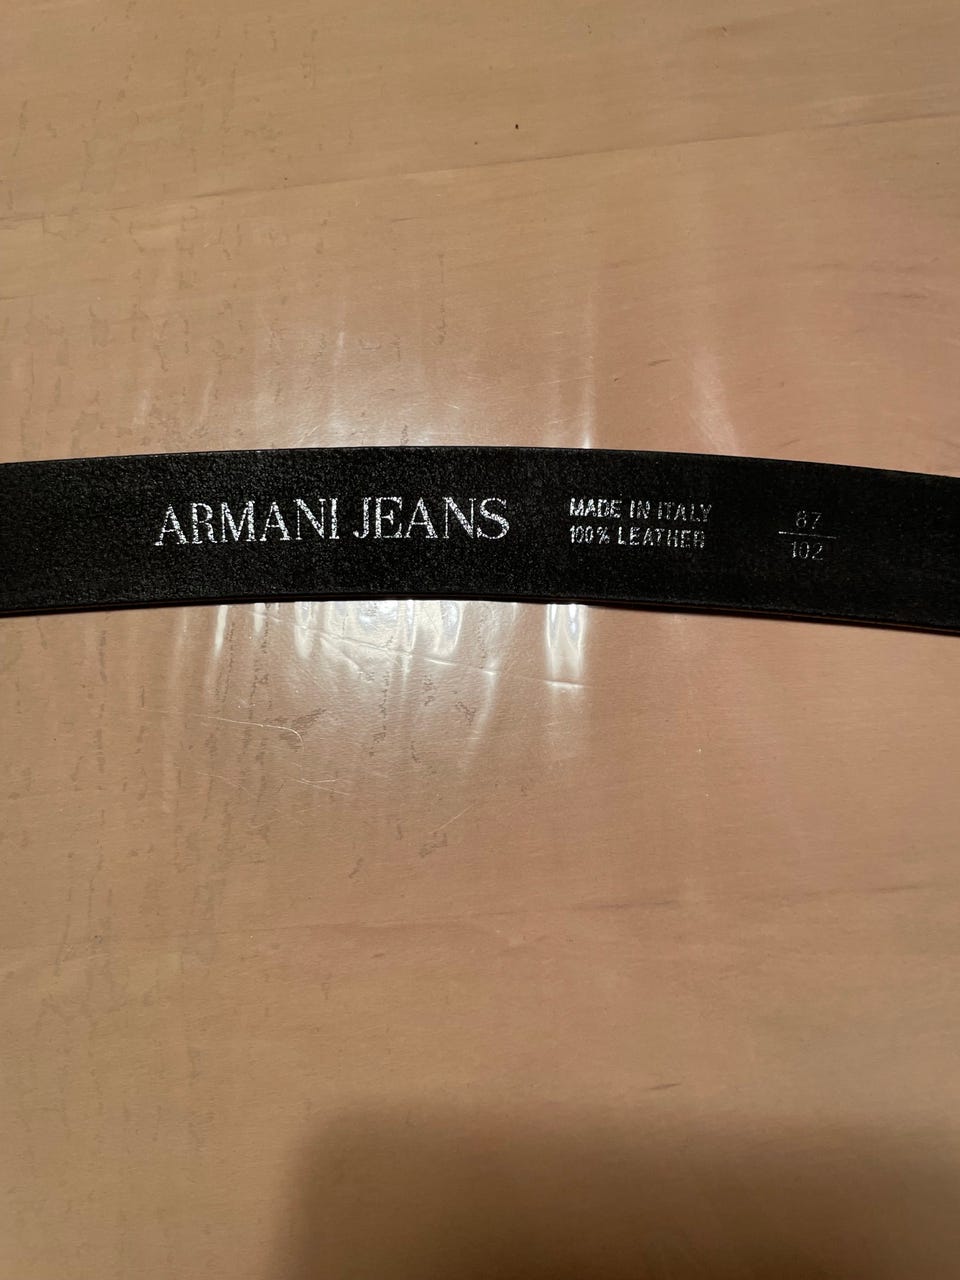 ARMANI JEANS
MADE IN ITALY
100% LEATHER
87
102